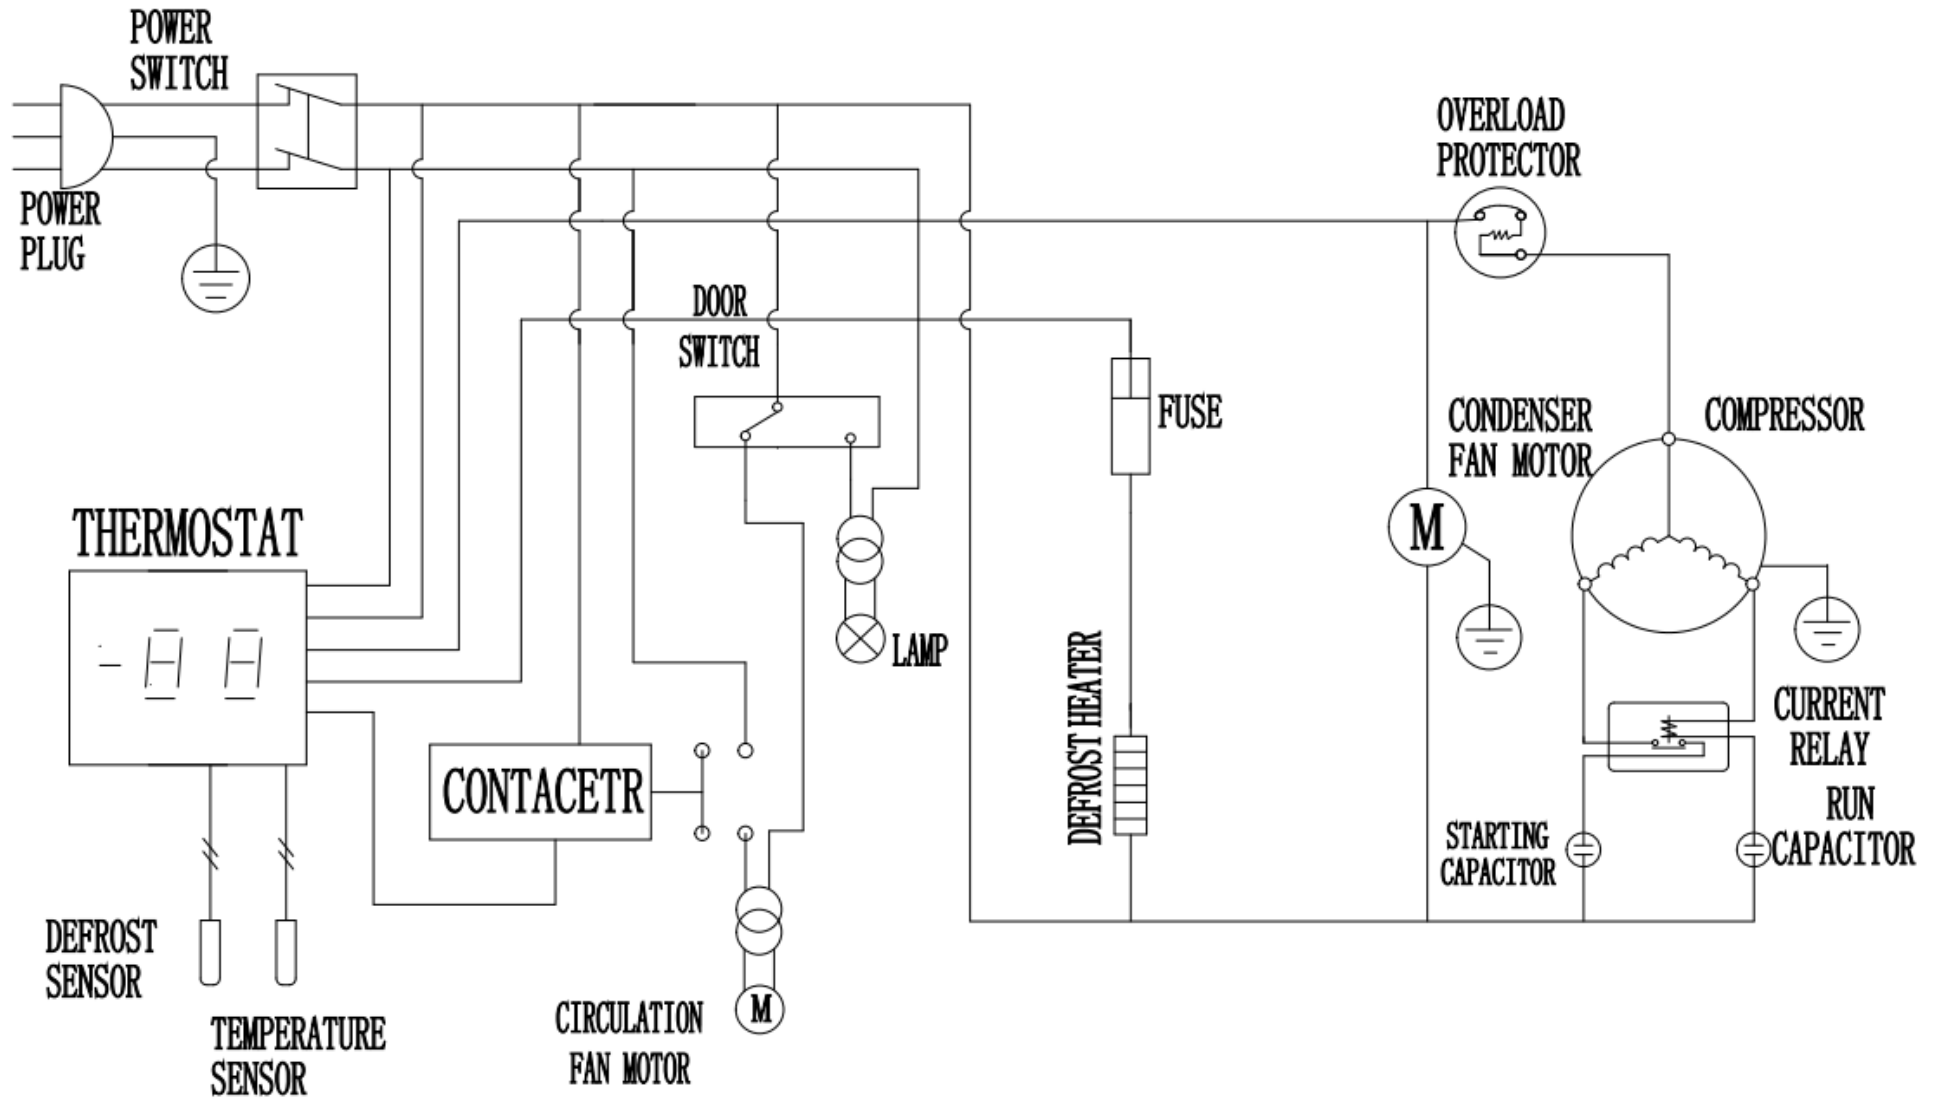 POWER
SWITCH
POWER
PLUG
OVERLOAD
PROTECTOR
DOOR
SWITCH
FUSE
CONDENSER
FAN MOTOR
COMPRESSOR
M
THERMOSTAT
-88
LAMP
DEFROST HEATER
CURRENT
RELAY
CONTACETR
STARTING
CAPACITOR
RUN
CAPACITOR
DEFROST
SENSOR
TEMPERATURE
SENSOR
CIRCULATION
FAN MOTOR
M